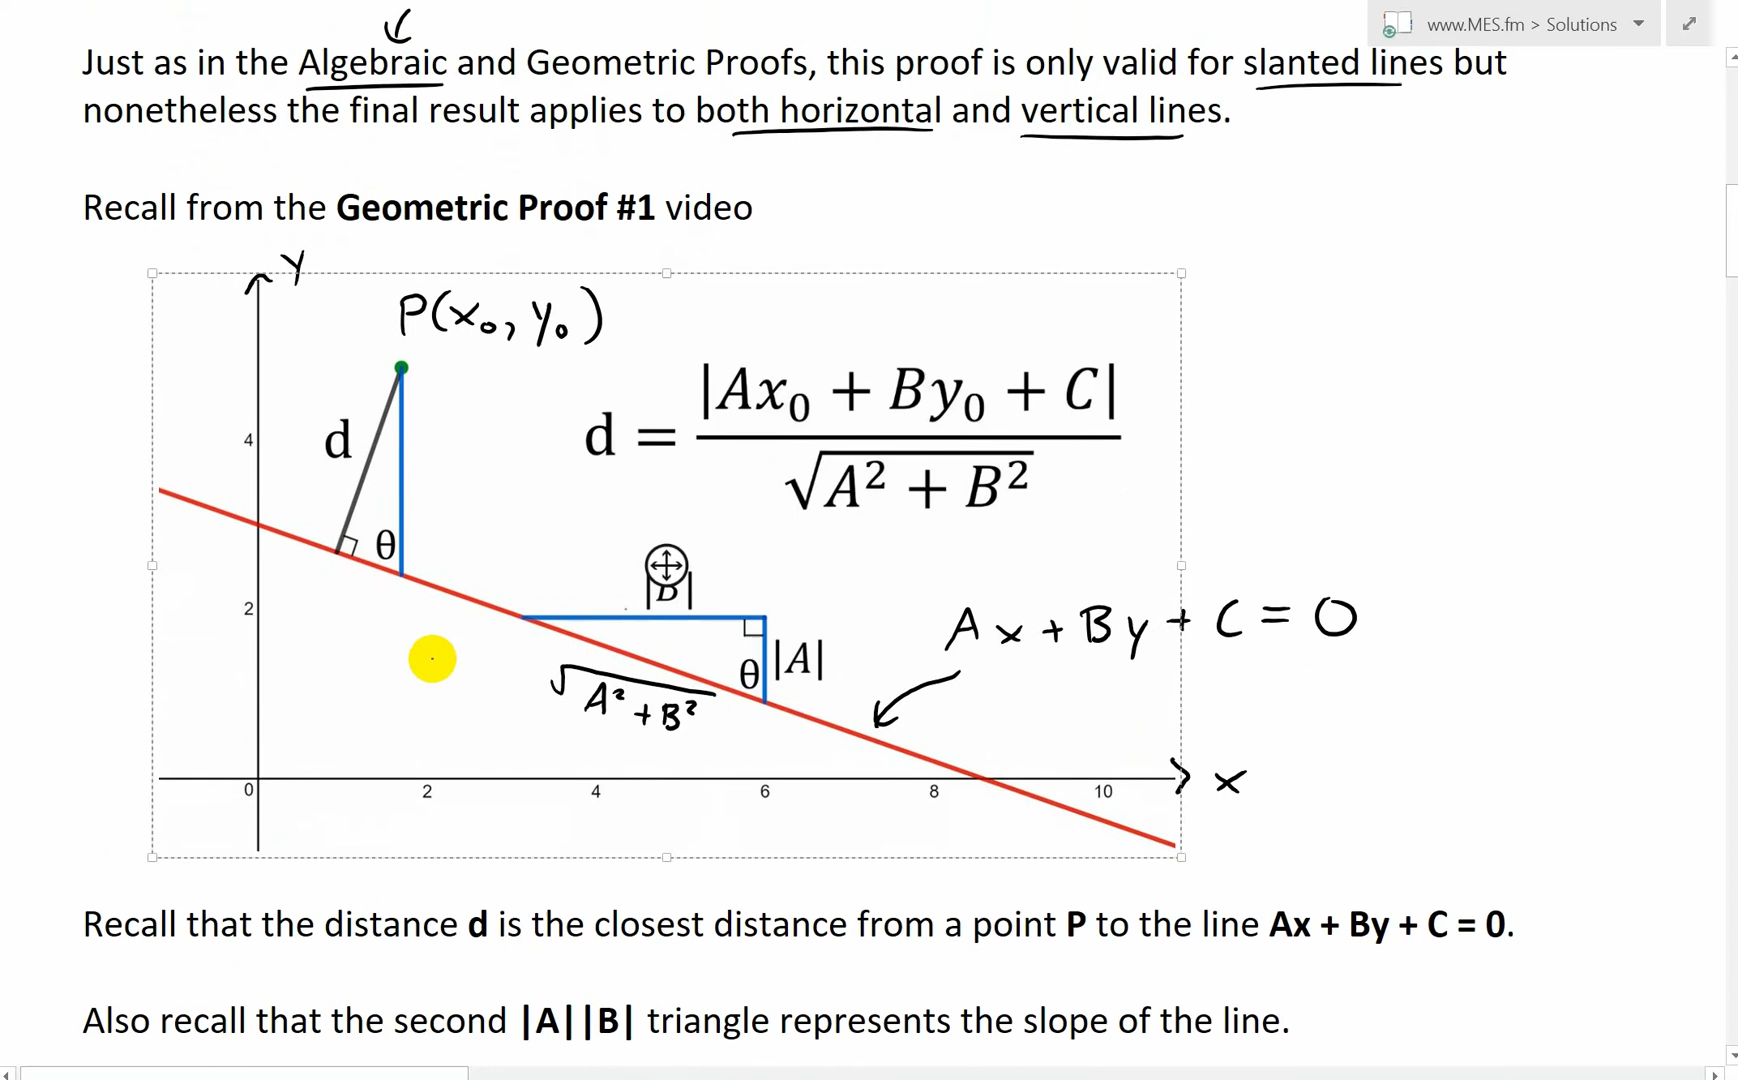 www.MES.fm > Solutions
Just as in the Algebraic and Geometric Proofs, this proof is only valid for slanted lines but
nonetheless the final result applies to both horizontal and vertical lines.
Recall from the Geometric Proof #1 video
Y
P(x₀, y₀)
d
d = |Ax₀ + By₀ + C| / √(A² + B²)
4
θ
2
|B|
θ |A|
√(A² + B²)
Ax + By + C = 0
x
0 2 4 6 8 10
Recall that the distance d is the closest distance from a point P to the line Ax + By + C = 0.
Also recall that the second |A||B| triangle represents the slope of the line.